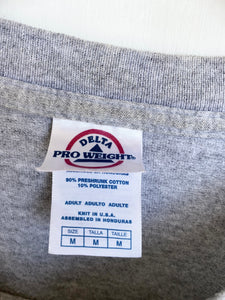 DELTA
PRO WEIGHT®
90% PRESHRUNK COTTON
10% POLYESTER
ADULT ADULTO ADULTE
KNIT IN U.S.A.
ASSEMBLED IN HONDURAS
SIZE TALLA TAILLE
M M M